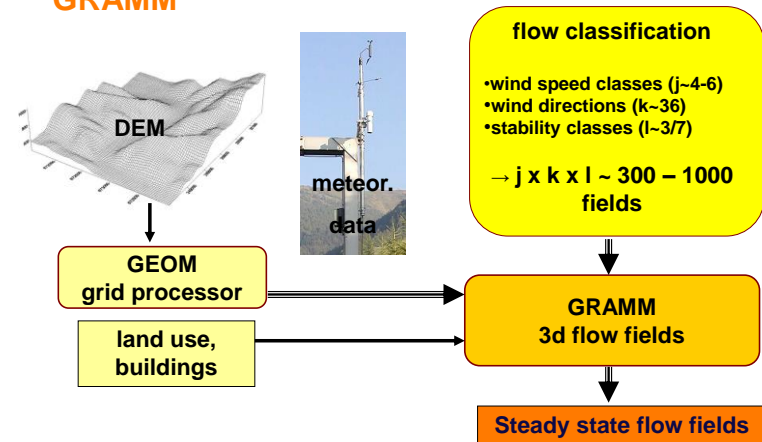 GRAMM
flow classification
•wind speed classes (j~4-6)
•wind directions (k~36)
•stability classes (l~3/7)
→ j x k x l ~ 300 – 1000
fields
DEM
meteor.
data
GEOM
grid processor
land use,
buildings
GRAMM
3d flow fields
Steady state flow fields